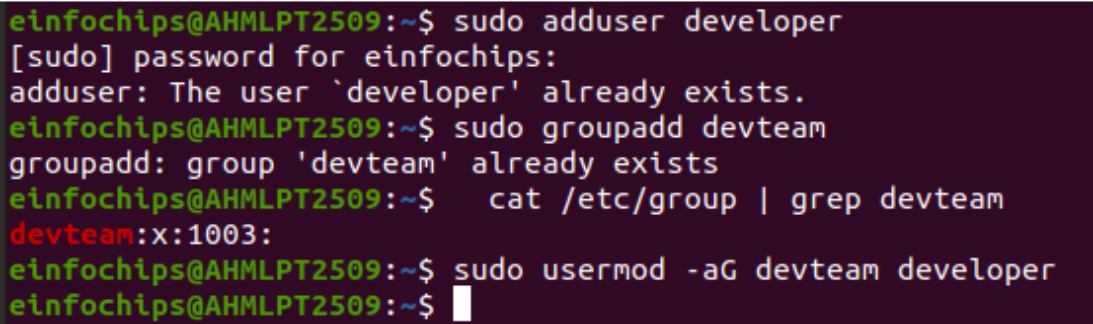 einfochips@AHMLPT2509:~$ sudo adduser developer
[sudo] password for einfochips:
adduser: The user `developer' already exists.
einfochips@AHMLPT2509:~$ sudo groupadd devteam
groupadd: group 'devteam' already exists
einfochips@AHMLPT2509:~$   cat /etc/group | grep devteam
devteam:x:1003:
einfochips@AHMLPT2509:~$ sudo usermod -aG devteam developer
einfochips@AHMLPT2509:~$